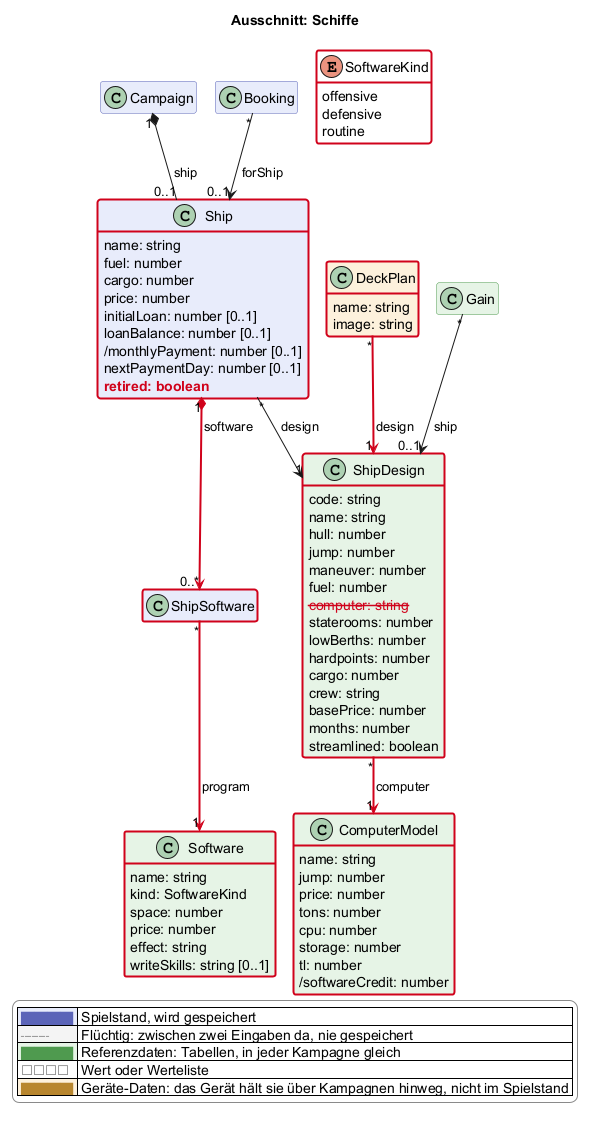 Ausschnitt: Schiffe
C Campaign
C Booking
E SoftwareKind
offensive
defensive
routine
1
*
ship
forShip
0..1
0..1
C Ship
name: string
fuel: number
cargo: number
price: number
initialLoan: number [0..1]
loanBalance: number [0..1]
/monthlyPayment: number [0..1]
nextPaymentDay: number [0..1]
retired: boolean
C DeckPlan
name: string
image: string
C Gain
*
*
1
*
software
design
design
ship
1
1
0..1
C ShipDesign
code: string
name: string
hull: number
jump: number
maneuver: number
fuel: number
computer: string
staterooms: number
lowBerths: number
hardpoints: number
cargo: number
crew: string
basePrice: number
months: number
streamlined: boolean
0..*
C ShipSoftware
*
*
program
computer
1
1
C Software
name: string
kind: SoftwareKind
space: number
price: number
effect: string
writeSkills: string [0..1]
C ComputerModel
name: string
jump: number
price: number
tons: number
cpu: number
storage: number
tl: number
/softwareCredit: number
Spielstand, wird gespeichert
Flüchtig: zwischen zwei Eingaben da, nie gespeichert
Referenzdaten: Tabellen, in jeder Kampagne gleich
Wert oder Werteliste
Geräte-Daten: das Gerät hält sie über Kampagnen hinweg, nicht im Spielstand